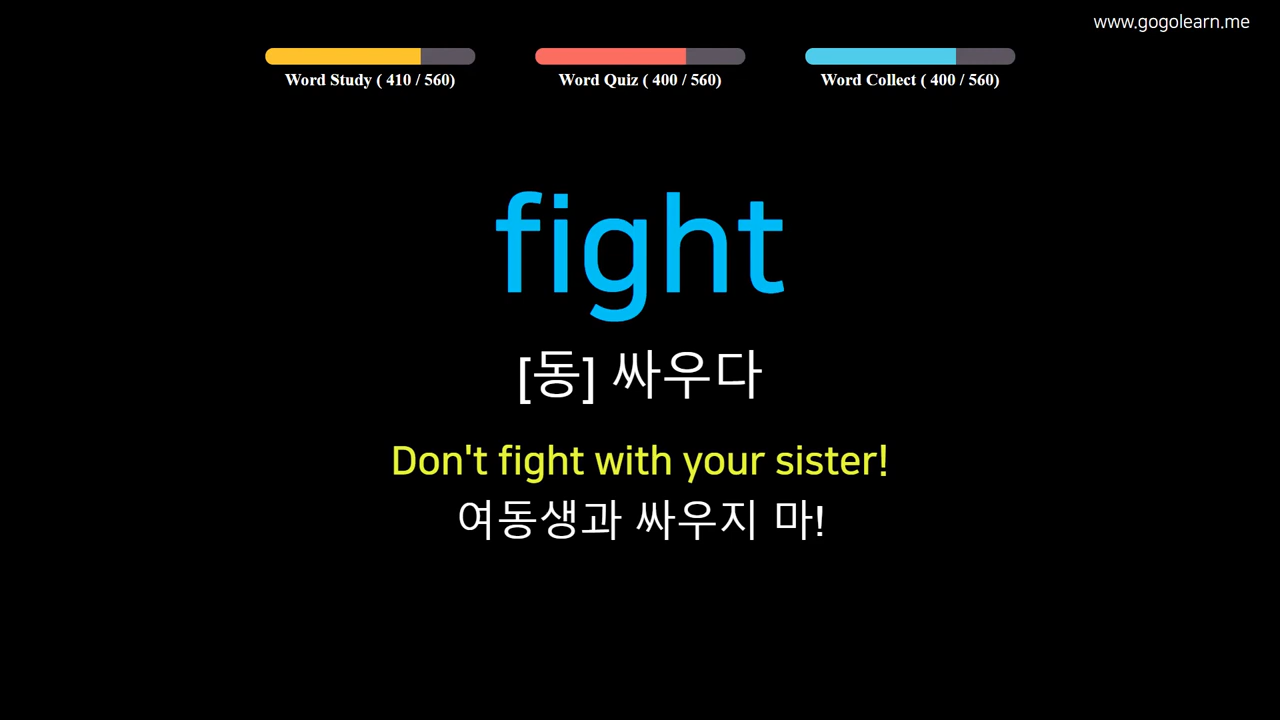 www.gogolearn.me
Word Study ( 410 / 560)
Word Quiz ( 400 / 560)
Word Collect ( 400 / 560)
fight
[동] 싸우다
Don't fight with your sister!
여동생과 싸우지 마!